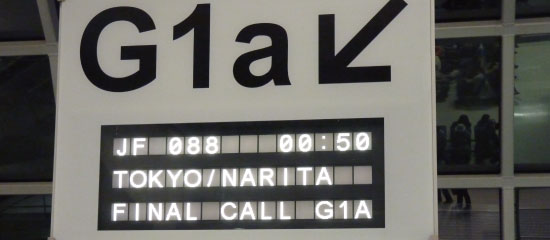 G1a
JF 088 00:50
TOKYO/NARITA
FINAL CALL G1A